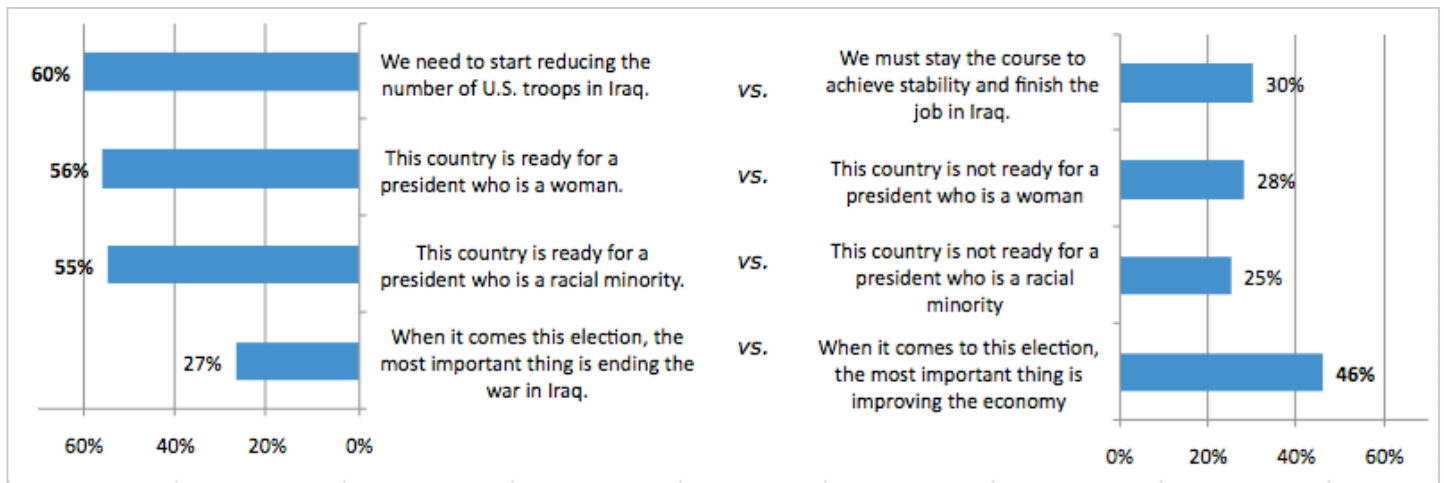 60%
We need to start reducing the
number of U.S. troops in Iraq.
vs.
We must stay the course to
achieve stability and finish the
job in Iraq.
30%
56%
This country is ready for a
president who is a woman.
vs.
This country is not ready for a
president who is a woman
28%
55%
This country is ready for a
president who is a racial minority.
vs.
This country is not ready for a
president who is a racial
minority
25%
27%
When it comes this election, the
most important thing is ending the
war in Iraq.
vs.
When it comes to this election,
the most important thing is
improving the economy
46%
60% 40% 20% 0%
0% 20% 40% 60%